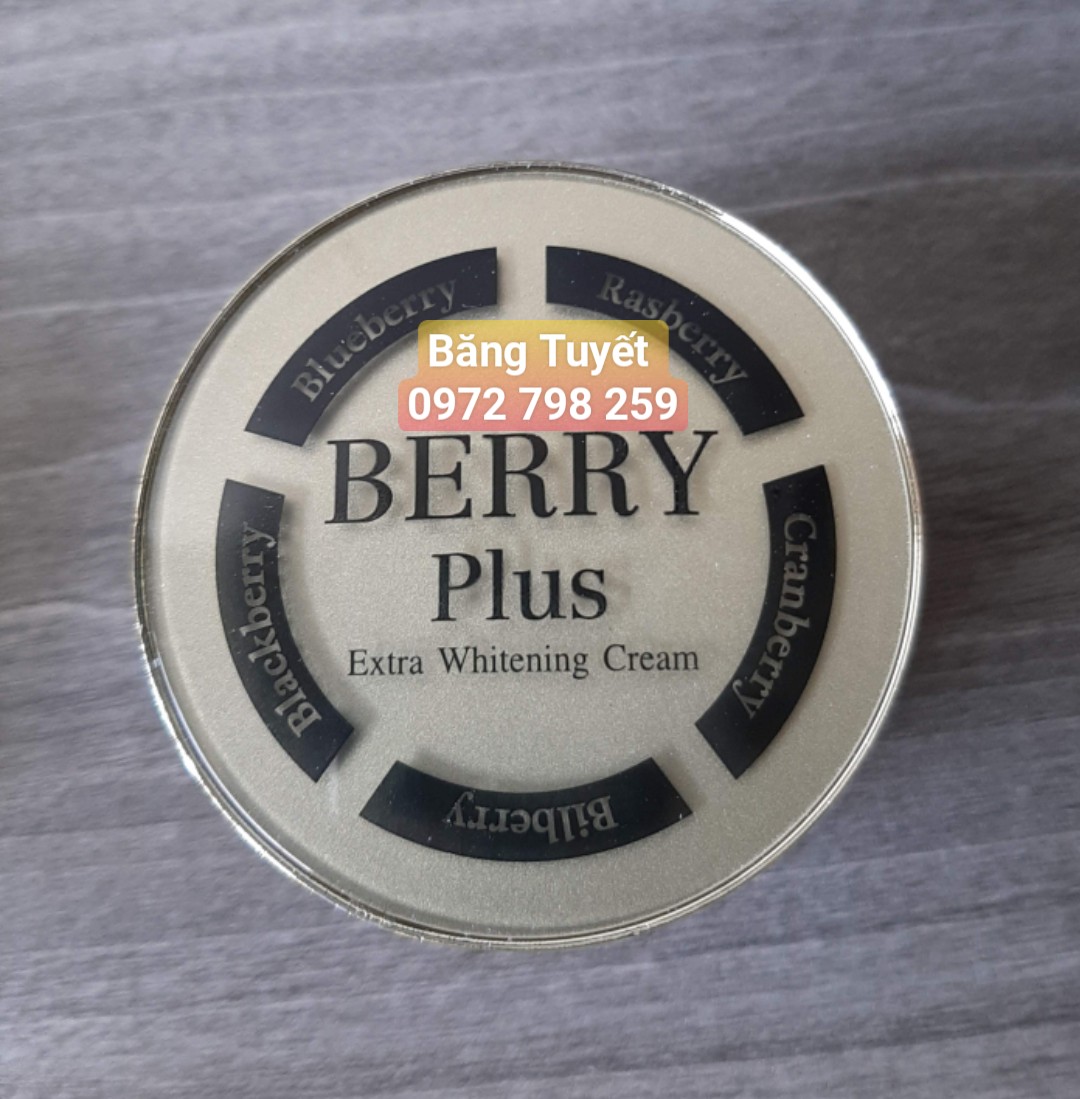 Blueberry
Rasberry
Băng Tuyết
0972 798 259
BERRY
Plus
Extra Whitening Cream
Blackberry
Cranberry
Bilberry